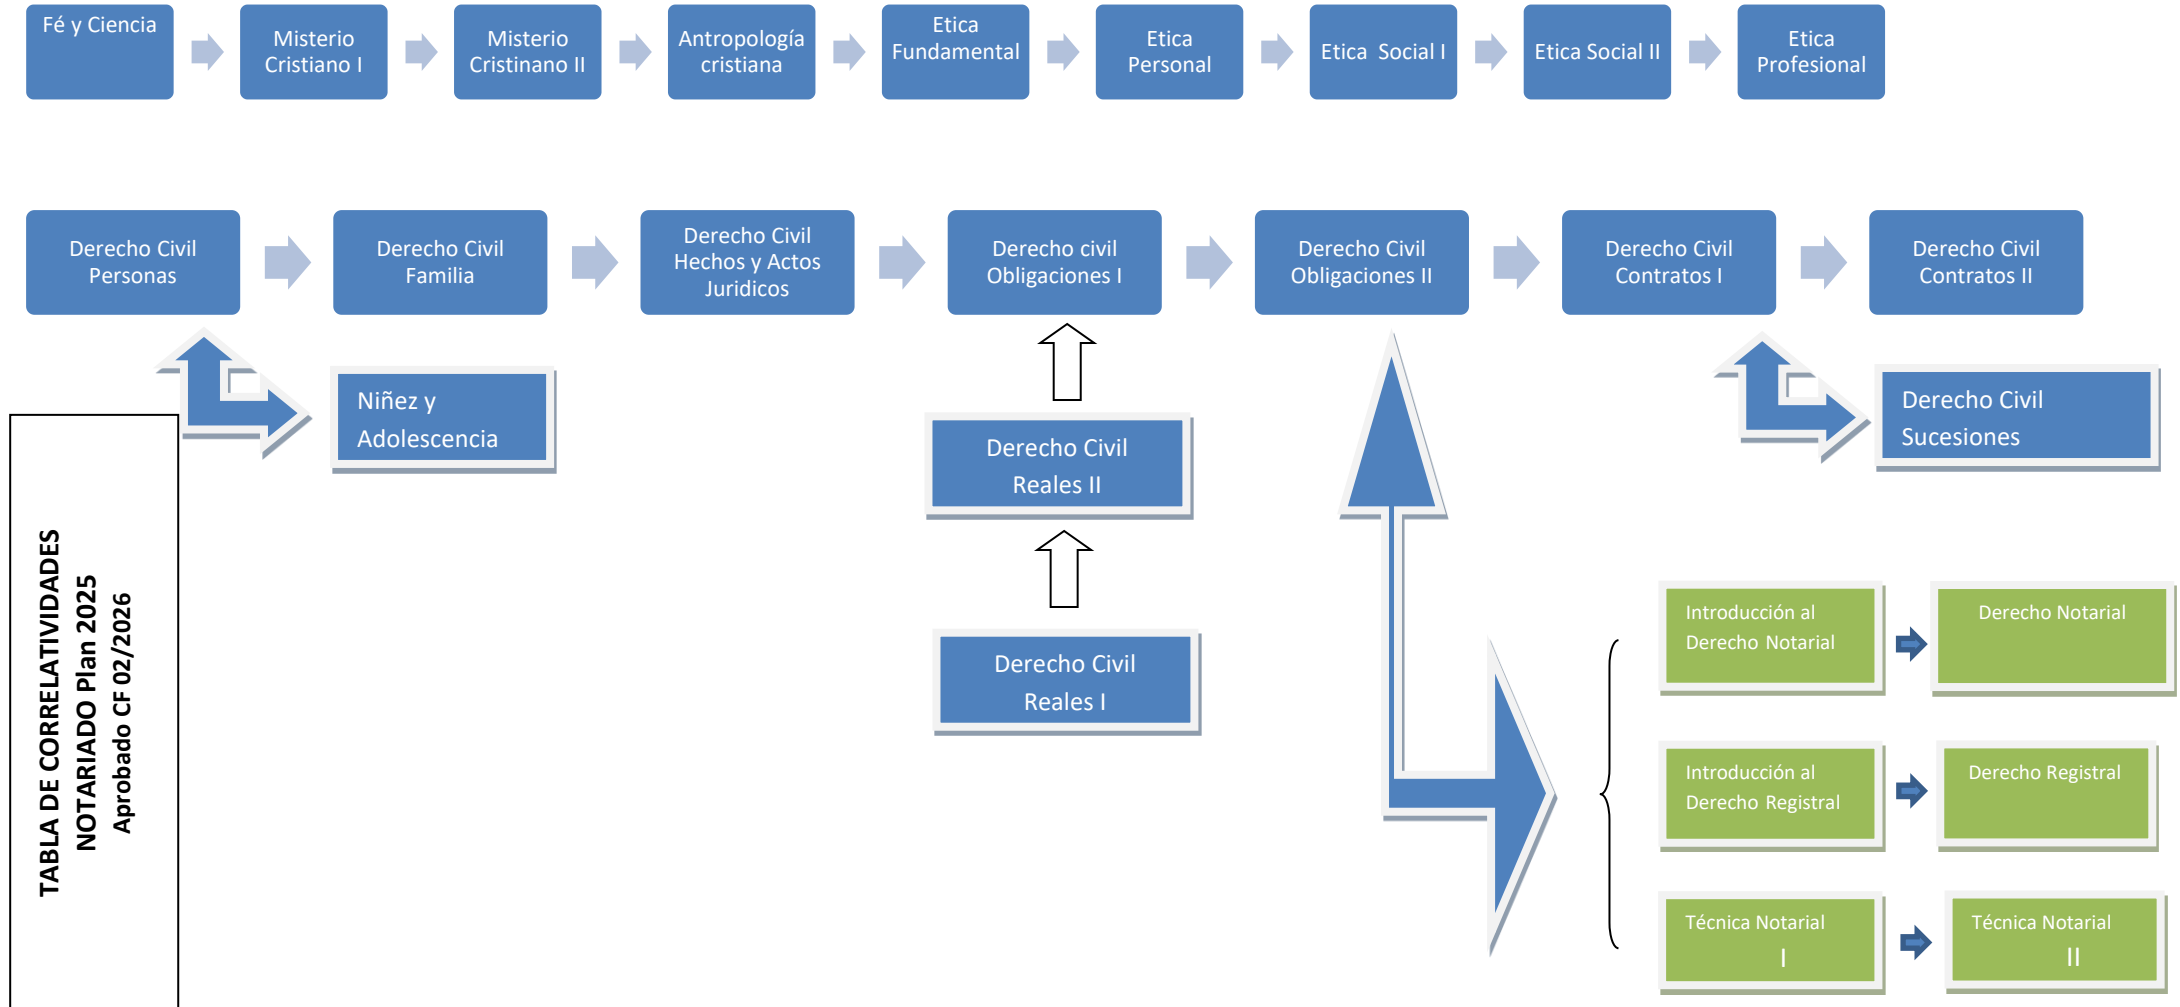 Fé y Ciencia
Misterio
Cristiano I
Misterio
Cristinano II
Antropología
cristiana
Etica
Fundamental
Etica
Personal
Etica Social I
Etica Social II
Etica
Profesional
Derecho Civil
Personas
Derecho Civil
Familia
Derecho Civil
Hechos y Actos
Juridicos
Derecho civil
Obligaciones I
Derecho Civil
Obligaciones II
Derecho Civil
Contratos I
Derecho Civil
Contratos II
Niñez y
Adolescencia
Derecho Civil
Reales II
Derecho Civil
Reales I
Derecho Civil
Sucesiones
TABLA DE CORRELATIVIDADES
NOTARIADO Plan 2025
Aprobado CF 02/2026
Introducción al
Derecho Notarial
Derecho Notarial
Introducción al
Derecho Registral
Derecho Registral
Técnica Notarial
I
Técnica Notarial
II